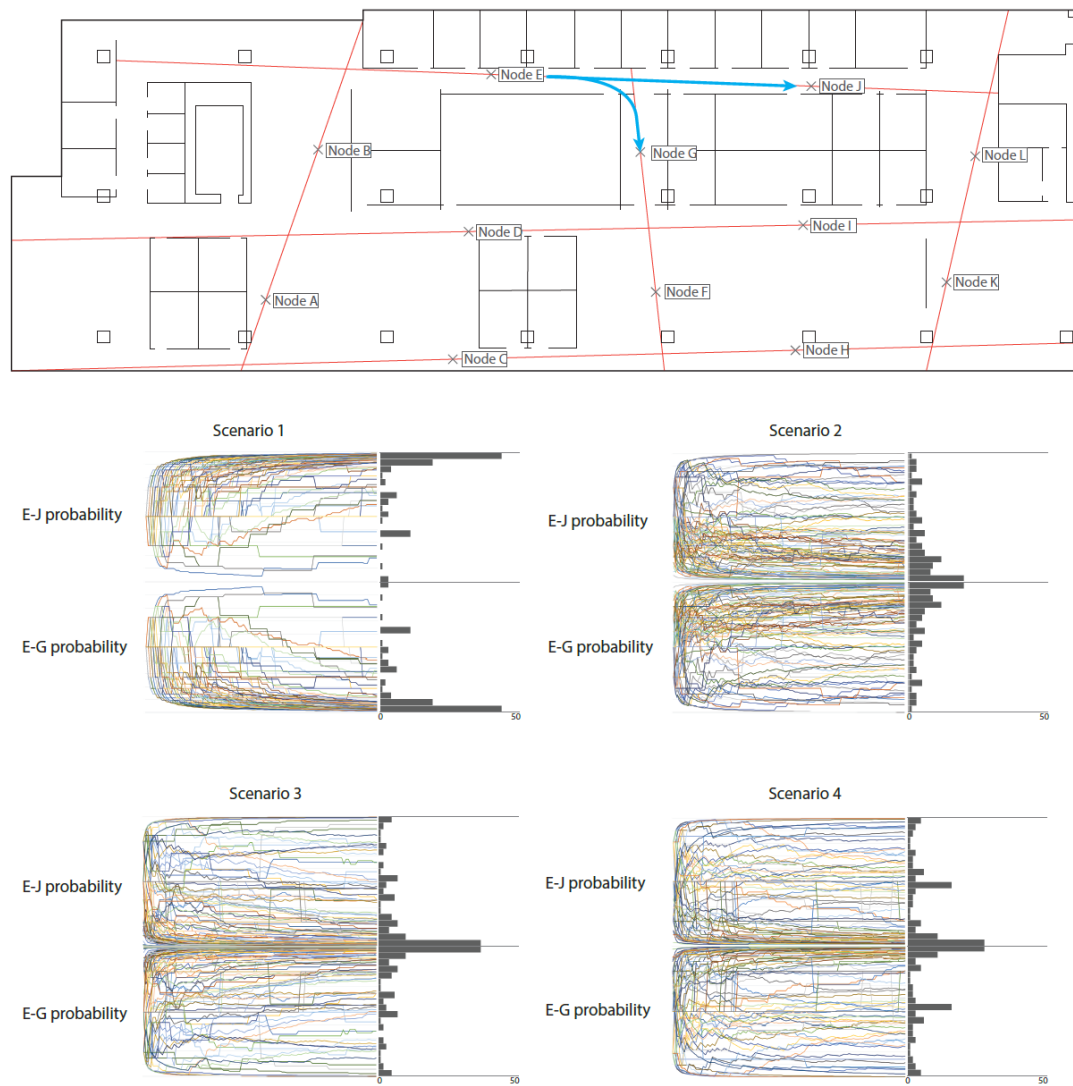 Node E
Node J
Node B
Node G
Node L
Node D
Node I
Node A
Node F
Node K
Node C
Node H
Scenario 1
Scenario 2
E-J probability
E-J probability
E-G probability
E-G probability
0
50
0
50
Scenario 3
Scenario 4
E-J probability
E-J probability
E-G probability
E-G probability
0
50
0
50